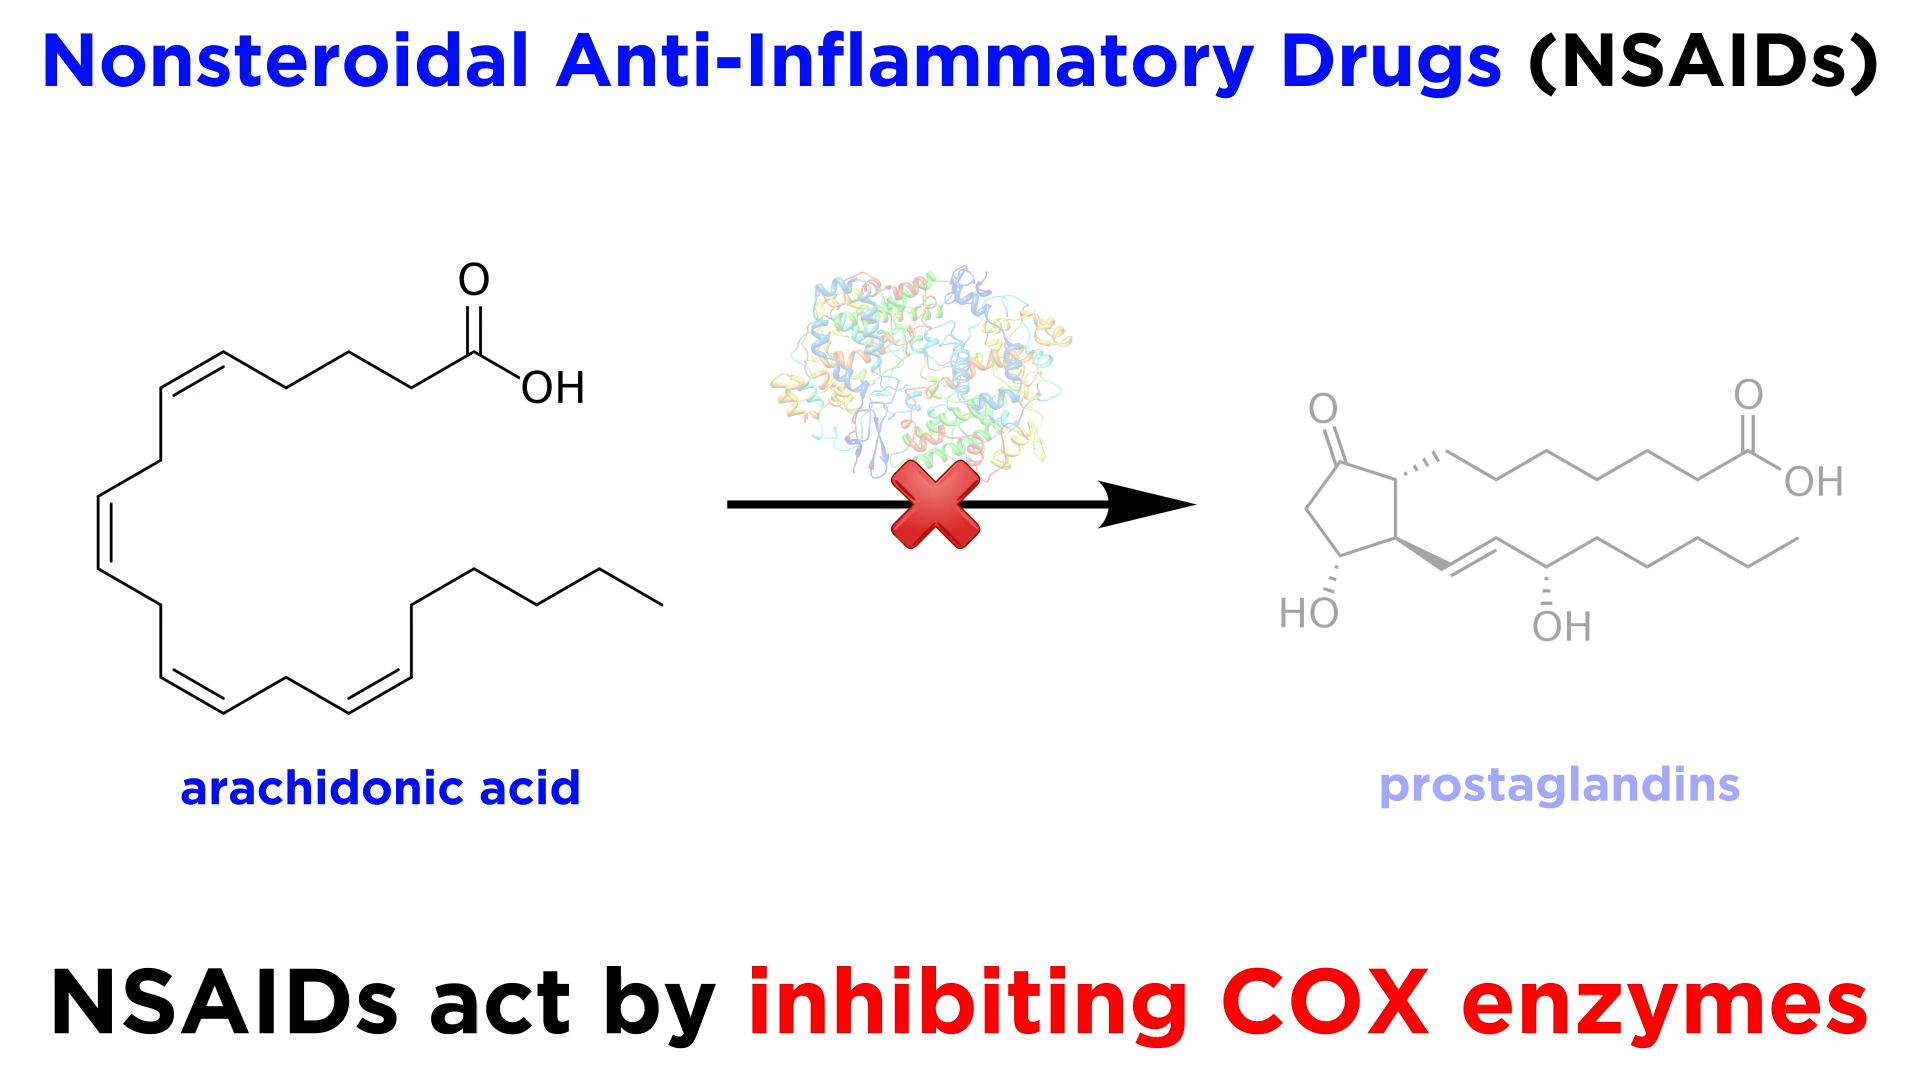 Nonsteroidal Anti-Inflammatory Drugs (NSAIDs)
O
OH
O
O
OH
HO
OH
arachidonic acid
prostaglandins
NSAIDs act by inhibiting COX enzymes